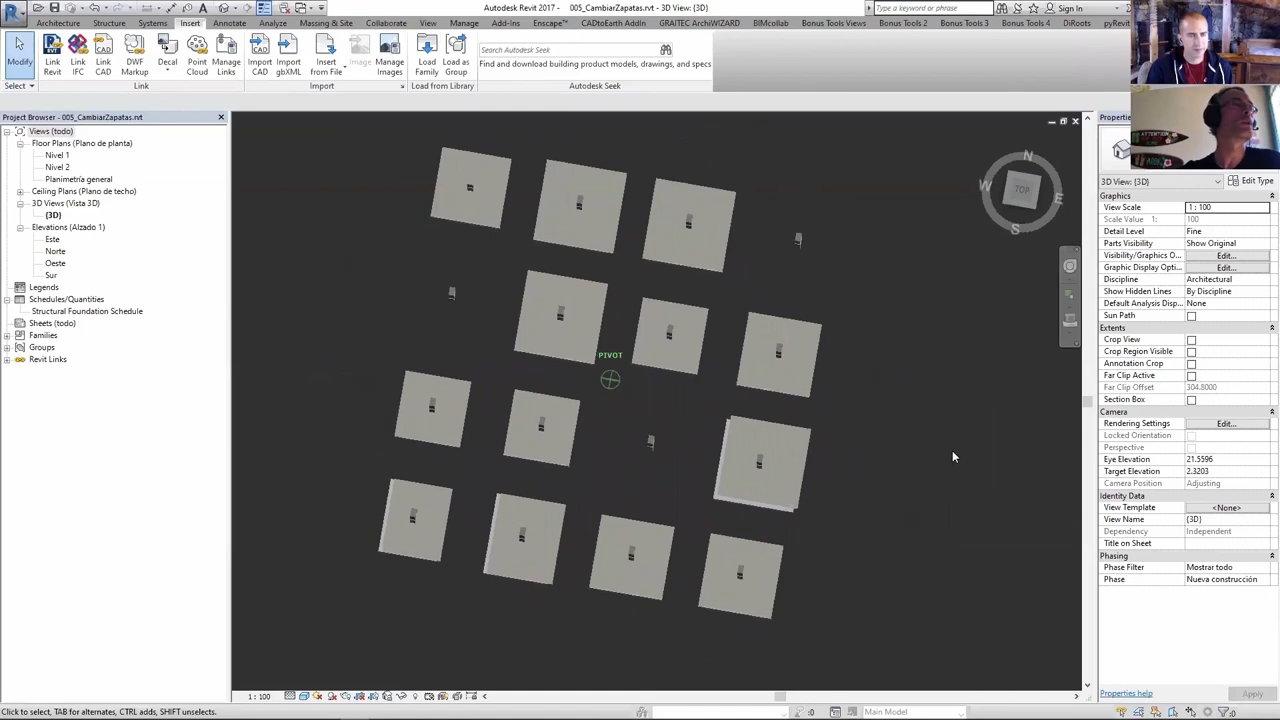 Autodesk Revit 2017 - 005_CambiarZapatas.rvt - 3D View: {3D}
Type a keyword or phrase
Sign In
Architecture Structure Systems Insert Annotate Analyze Massing & Site Collaborate View Manage Add-Ins Enscape™ CADtoEarth Addin GRAITEC ArchiWIZARD BIMcollab Bonus Tools Views Bonus Tools 2 Bonus Tools 3 Bonus Tools 4 DiRoots pyRevit
Modify
Link Revit
Link IFC
Link CAD
DWF Markup
Decal
Point Cloud
Manage Links
Import CAD
Import gbXML
Insert from File
Image
Manage Images
Load Family
Load as Group
Search Autodesk Seek
Find and download building product models, drawings, and specs
Select Link Import Load from Library Autodesk Seek
Project Browser - 005_CambiarZapatas.rvt
Views (todo)
Floor Plans (Plano de planta)
Nivel 1
Nivel 2
Planimetría general
Ceiling Plans (Plano de techo)
3D Views (Vista 3D)
{3D}
Elevations (Alzado 1)
Este
Norte
Oeste
Sur
Legends
Schedules/Quantities
Structural Foundation Schedule
Sheets (todo)
Families
Groups
Revit Links
PIVOT
N
W TOP E
S
ATTENTION
Properties
3D View: {3D} Edit Type
Graphics
View Scale 1 : 100
Scale Value 1: 100
Detail Level Fine
Parts Visibility Show Original
Visibility/Graphics O... Edit...
Graphic Display Opti... Edit...
Discipline Architectural
Show Hidden Lines By Discipline
Default Analysis Disp... None
Sun Path
Extents
Crop View
Crop Region Visible
Annotation Crop
Far Clip Active
Far Clip Offset 304.8000
Section Box
Camera
Rendering Settings Edit...
Locked Orientation
Perspective
Eye Elevation 21.5596
Target Elevation 2.3203
Camera Position Adjusting
Identity Data
View Template <None>
View Name {3D}
Dependency Independent
Title on Sheet
Phasing
Phase Filter Mostrar todo
Phase Nueva construcción
Properties help Apply
1 : 100
Click to select, TAB for alternates, CTRL adds, SHIFT unselects.
:0 Main Model :0